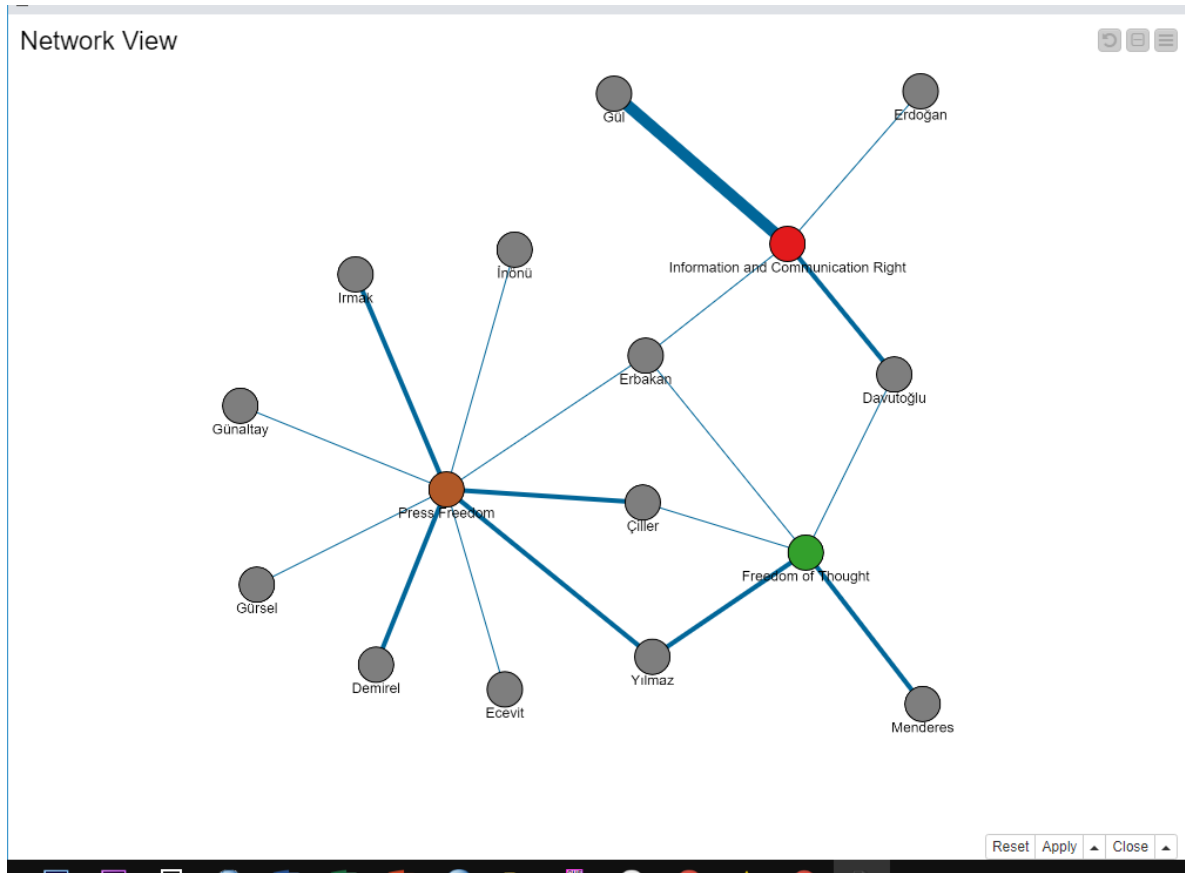 Network View
Gül
Erdoğan
Information and Communication Right
İnönü
Irmak
Erbakan
Davutoğlu
Günaltay
Press Freedom
Çiller
Freedom of Thought
Gürsel
Yılmaz
Demirel
Ecevit
Menderes
Reset Apply Close